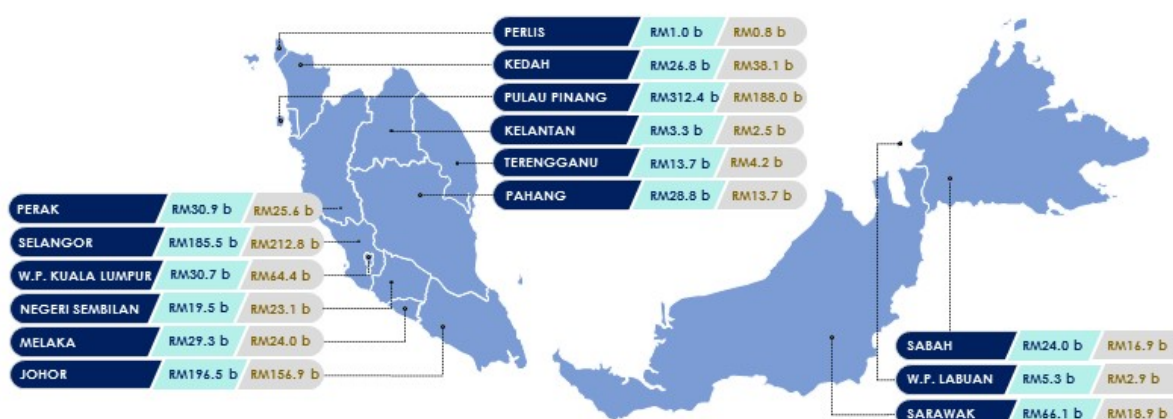 PERLIS RM1.0 b RM0.8 b
KEDAH RM26.8 b RM38.1 b
PULAU PINANG RM312.4 b RM188.0 b
KELANTAN RM3.3 b RM2.5 b
TERENGGANU RM13.7 b RM4.2 b
PAHANG RM28.8 b RM13.7 b
PERAK RM30.9 b RM25.6 b
SELANGOR RM185.5 b RM212.8 b
W.P. KUALA LUMPUR RM30.7 b RM64.4 b
NEGERI SEMBILAN RM19.5 b RM23.1 b
MELAKA RM29.3 b RM24.0 b
JOHOR RM196.5 b RM156.9 b
SABAH RM24.0 b RM16.9 b
W.P. LABUAN RM5.3 b RM2.9 b
SARAWAK RM66.1 b RM18.9 b